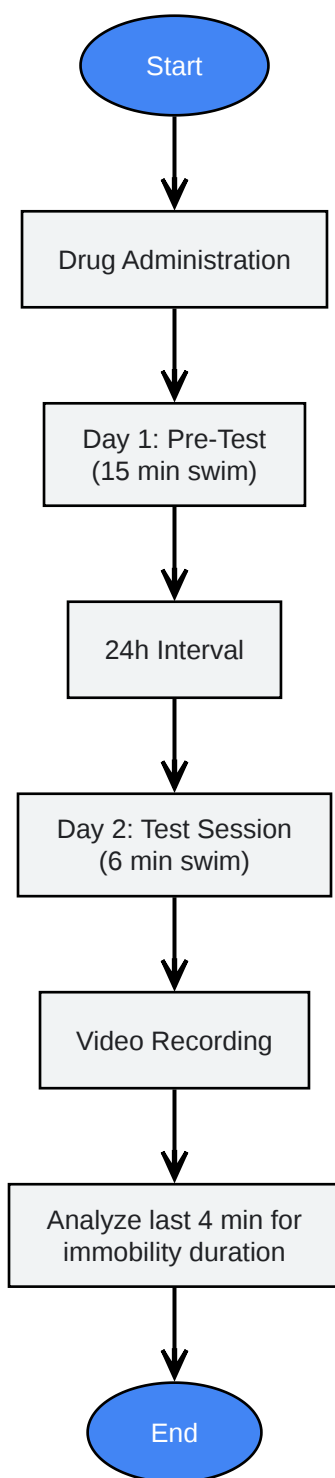 Start
Drug Administration
Day 1: Pre-Test
(15 min swim)
24h Interval
Day 2: Test Session
(6 min swim)
Video Recording
Analyze last 4 min for
immobility duration
End